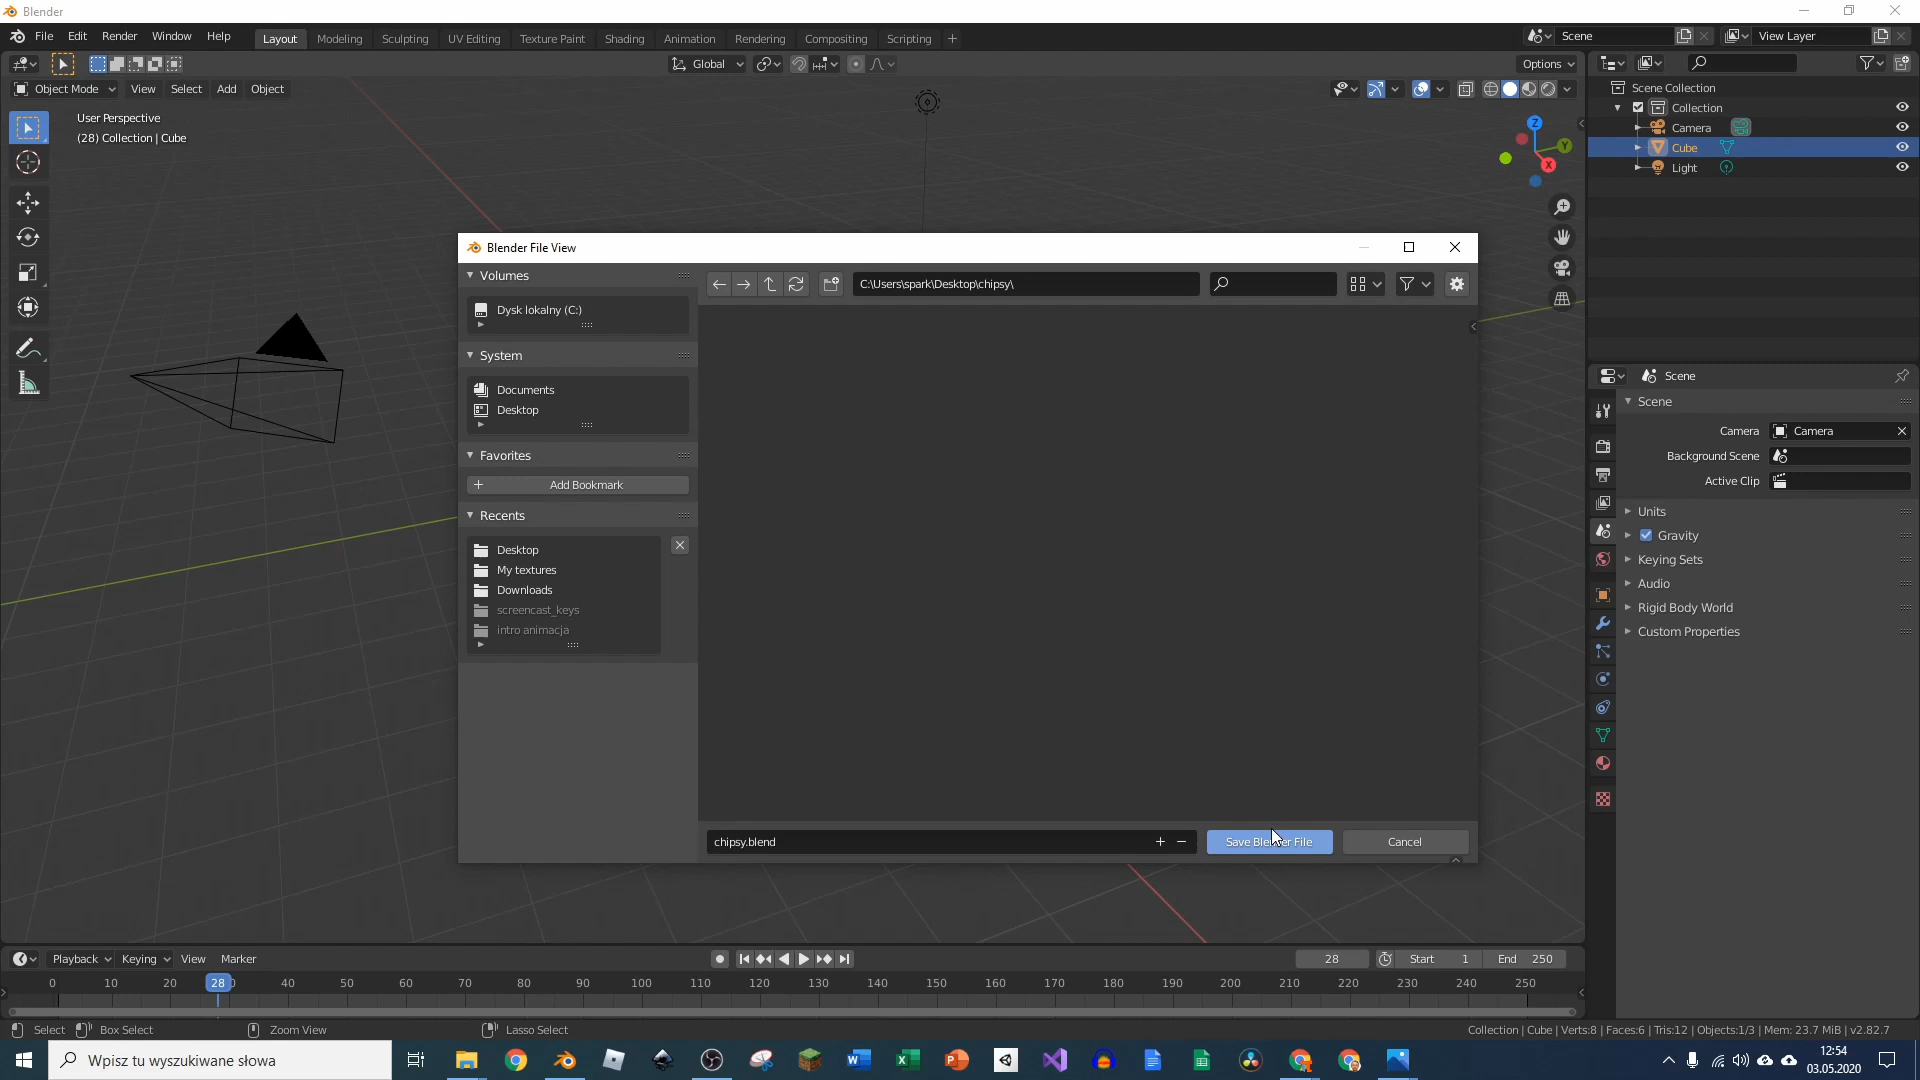 Blender
File Edit Render Window Help Layout Modeling Sculpting UV Editing Texture Paint Shading Animation Rendering Compositing Scripting + Scene View Layer
Global Options
Object Mode View Select Add Object
User Perspective
(28) Collection | Cube
Z
Y
X
Scene Collection
Collection
Camera
Cube
Light
Scene
Scene
Camera Camera
Background Scene
Active Clip
Units
Gravity
Keying Sets
Audio
Rigid Body World
Custom Properties
Blender File View
Volumes
Dysk lokalny (C:)
System
Documents
Desktop
Favorites
Add Bookmark
Recents
Desktop
My textures
Downloads
screencast_keys
intro animacja
C:\Users\spark\Desktop\chipsy\
chipsy.blend
Save Blender File Cancel
Playback Keying View Marker 28 Start 1 End 250
0 10 20 28 40 50 60 70 80 90 100 110 120 130 140 150 160 170 180 190 200 210 220 230 240 250
Select Box Select Zoom View Lasso Select Collection | Cube | Verts:8 | Faces:6 | Tris:12 | Objects:1/3 | Mem: 23.7 MiB | v2.82.7
Wpisz tu wyszukiwane słowa
12:54
03.05.2020